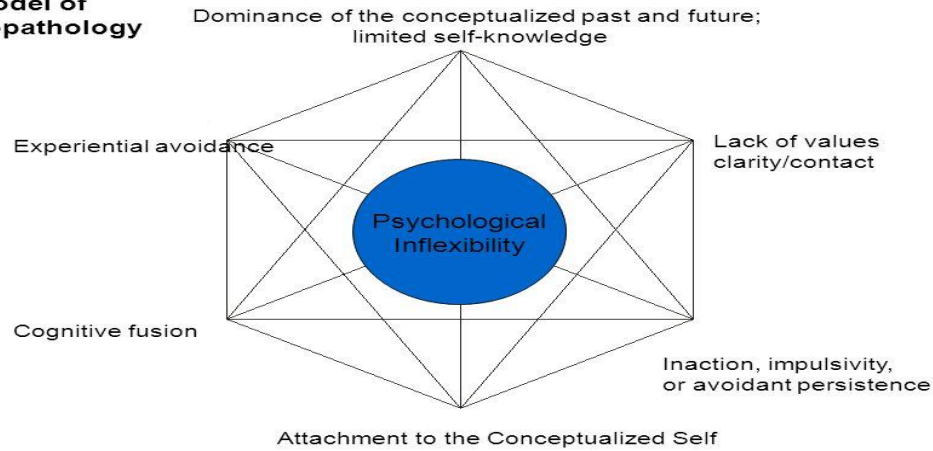 Model of
pathology
Dominance of the conceptualized past and future;
limited self-knowledge
Experiential avoidance
Lack of values
clarity/contact
Psychological
Inflexibility
Cognitive fusion
Inaction, impulsivity,
or avoidant persistence
Attachment to the Conceptualized Self